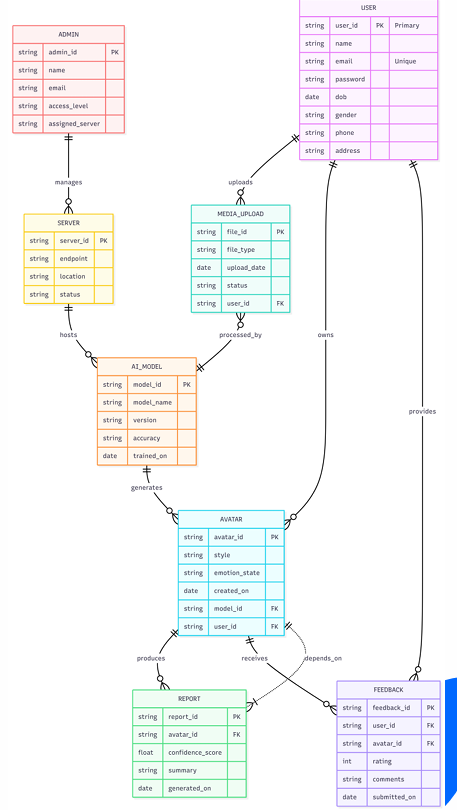 USER
string user_id PK Primary
string name
string email Unique
string password
date dob
string gender
string phone
string address
ADMIN
string admin_id PK
string name
string email
string access_level
string assigned_server
manages
uploads
SERVER
string server_id PK
string endpoint
string location
string status
MEDIA_UPLOAD
string file_id PK
string file_type
date upload_date
string status
string user_id FK
hosts
processed_by
owns
provides
AI_MODEL
string model_id PK
string model_name
string version
string accuracy
date trained_on
generates
AVATAR
string avatar_id PK
string style
string emotion_state
date created_on
string model_id FK
string user_id FK
produces
receives
depends_on
REPORT
string report_id PK
string avatar_id FK
float confidence_score
string summary
date generated_on
FEEDBACK
string feedback_id PK
string user_id FK
string avatar_id FK
int rating
string comments
date submitted_on